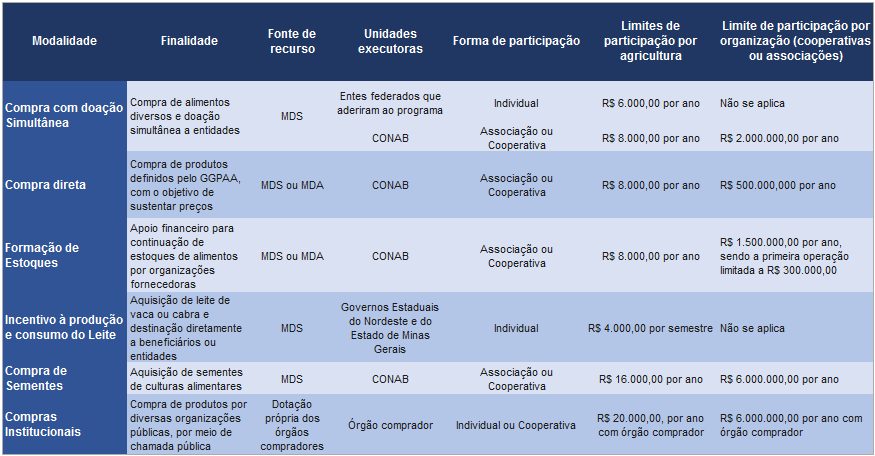 Modalidade
Finalidade
Fonte de
recurso
Unidades
executoras
Forma de participação
Limites de
participação por
agricultura
Limite de participação por
organização (cooperativas
ou associações)
Compra com doação
Simultânea
Compra de alimentos
diversos e doação
simultânea a entidades
MDS
Entes federados que
aderiram ao programa
Individual
R$ 6.000,00 por ano
Não se aplica
CONAB
Associação ou
Cooperativa
R$ 8.000,00 por ano
R$ 2.000.000,00 por ano
Compra direta
Compra de produtos
definidos pelo GGPAA,
com o objetivo de
sustentar preços
MDS ou MDA
CONAB
Associação ou
Cooperativa
R$ 8.000,00 por ano
R$ 500.000,000 por ano
Formação de
Estoques
Apoio financeiro para
continuação de
estoques de alimentos
por organizações
fornecedoras
MDS ou MDA
CONAB
Associação ou
Cooperativa
R$ 8.000,00 por ano
R$ 1.500.000,00 por ano,
sendo a primeira operação
limitada a R$ 300.000,00
Incentivo à produção
e consumo do Leite
Aquisição de leite de
vaca ou cabra e
destinação diretamente
a beneficiários ou
entidades
MDS
Governos Estaduais
do Nordeste e do
Estado de Minas
Gerais
Individual
R$ 4.000,00 por semestre
Não se aplica
Compra de
Sementes
Aquisição de sementes
de culturas alimentares
MDS
CONAB
Associação ou
Cooperativa
R$ 16.000,00 por ano
R$ 6.000.000,00 por ano
Compras
Institucionais
Compra de produtos por
diversas organizações
públicas, por meio de
chamada pública
Dotação
própria dos
órgãos
compradores
Órgão comprador
Individual ou Cooperativa
R$ 20.000,00, por ano
com órgão comprador
R$ 6.000.000,00 por ano com
órgão comprador